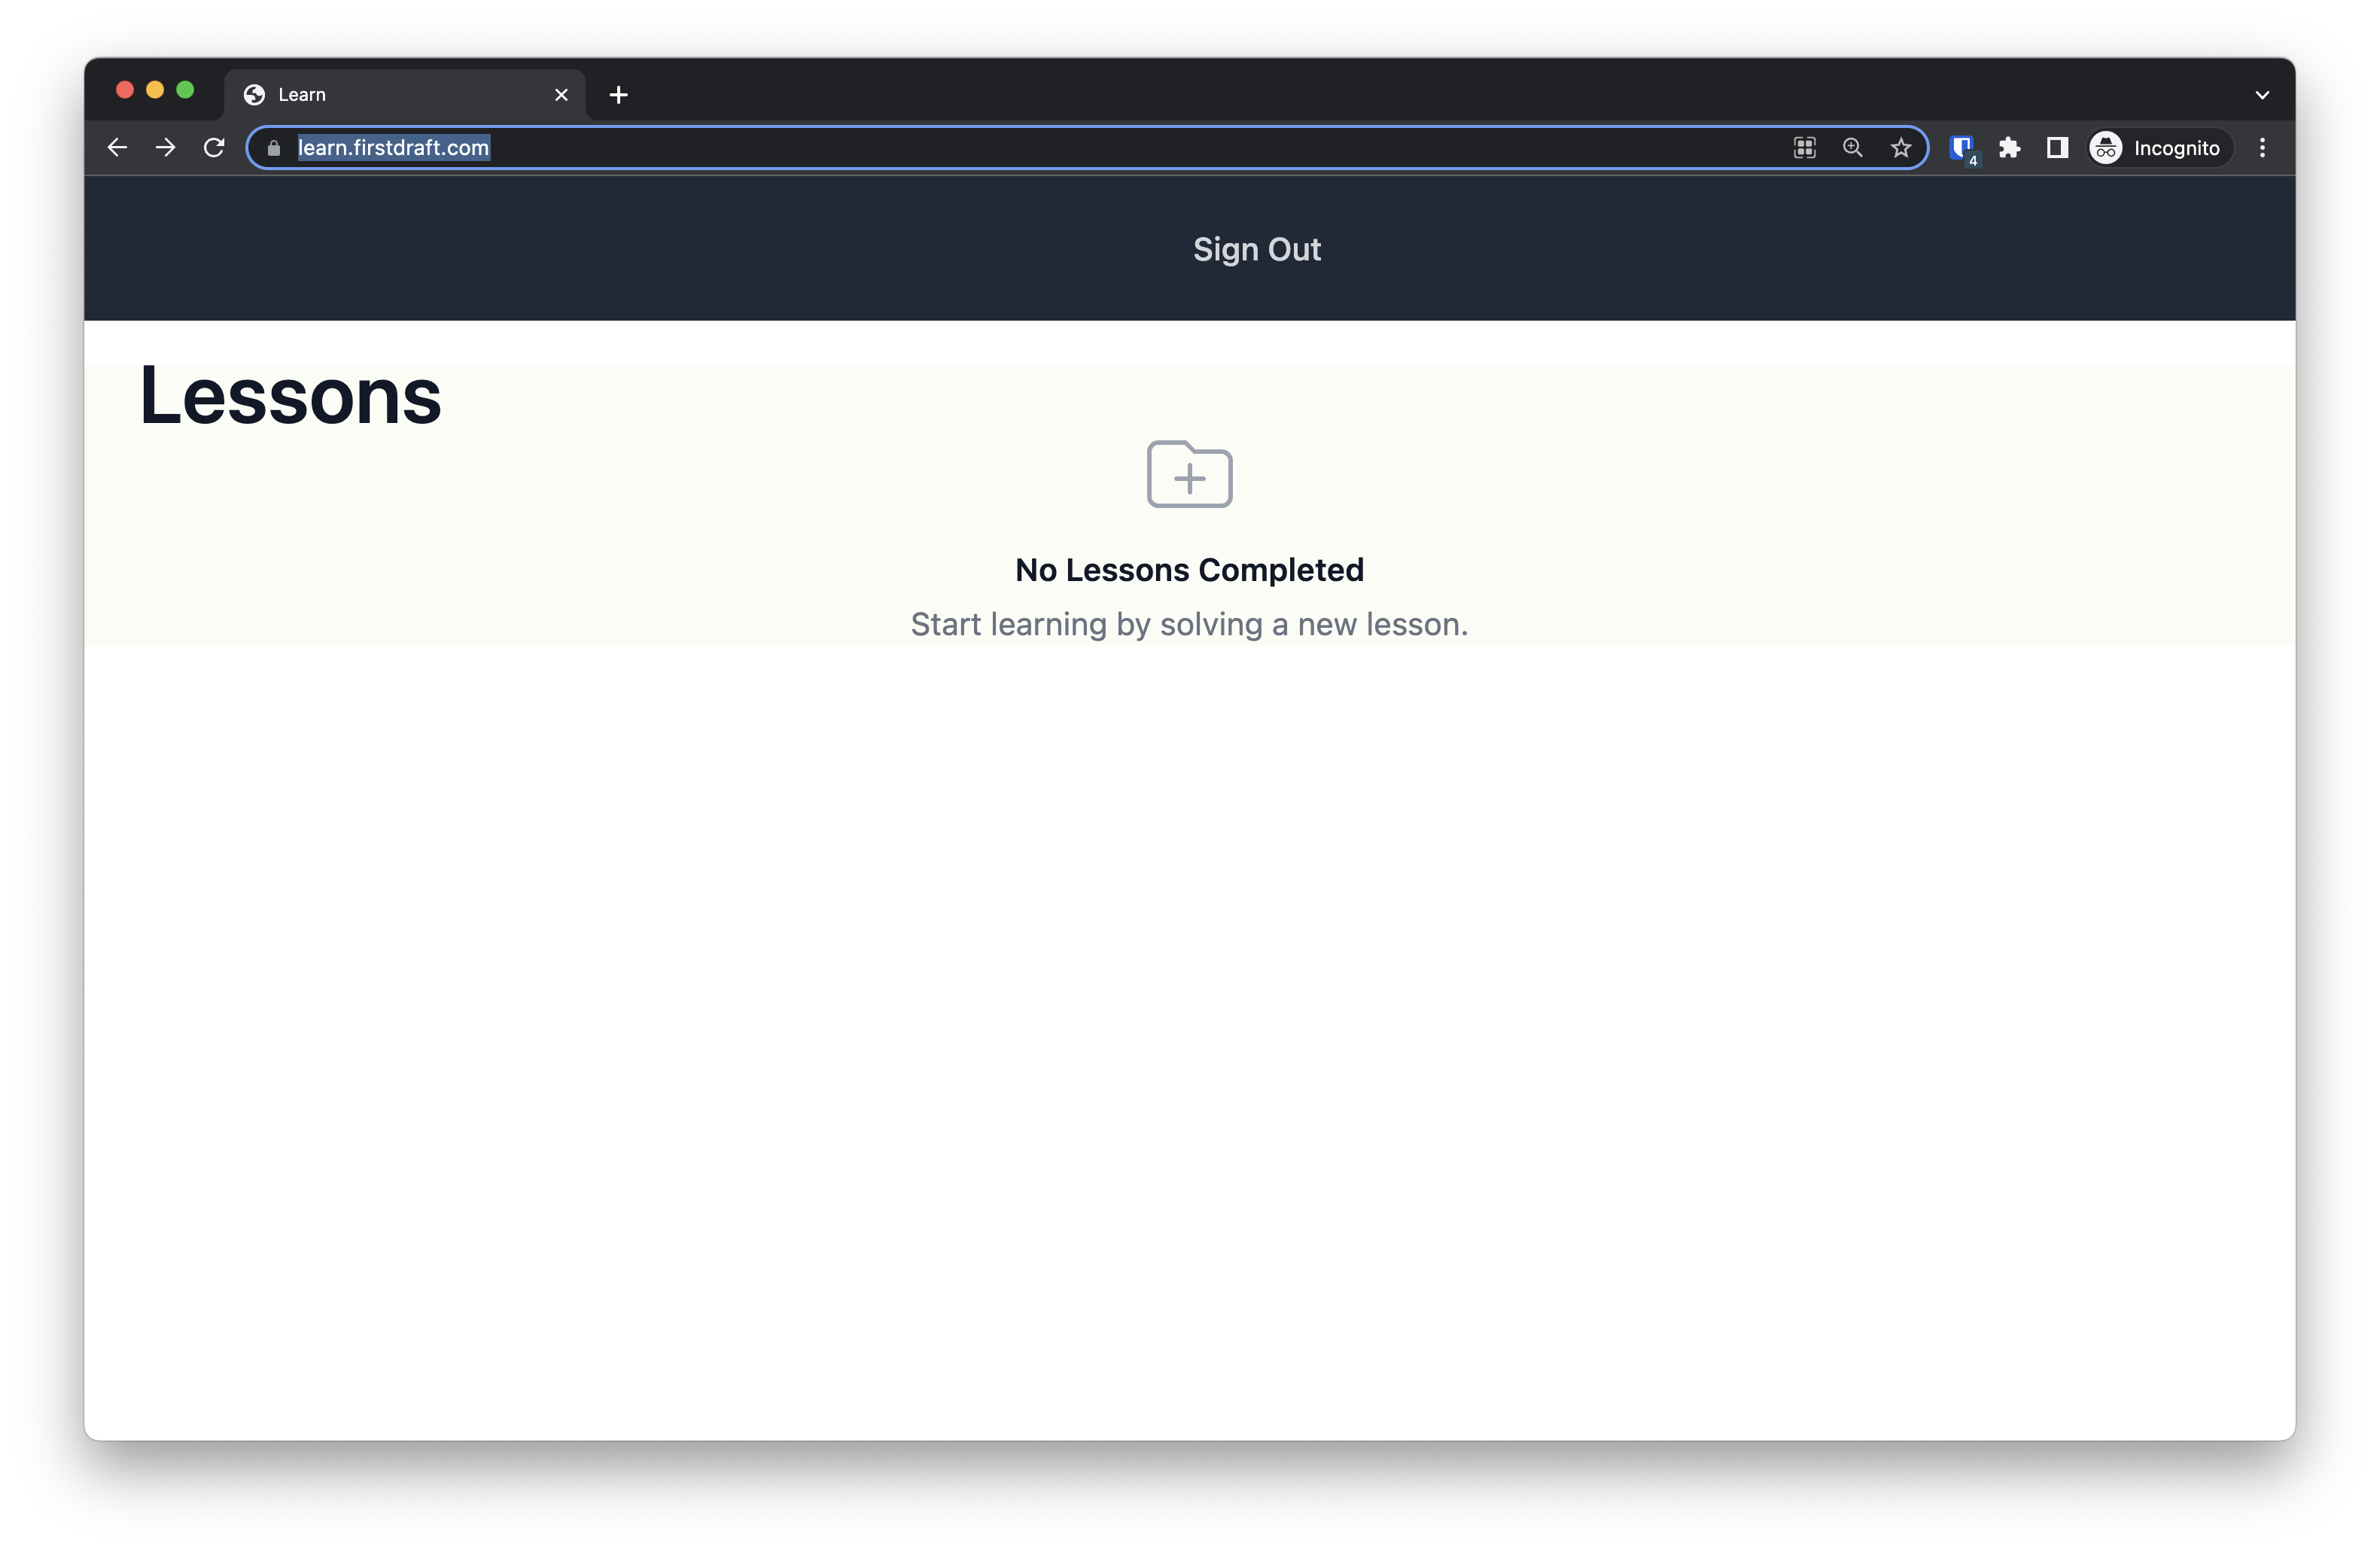 Learn
learn.firstdraft.com
4
Incognito
Sign Out
Lessons
No Lessons Completed
Start learning by solving a new lesson.